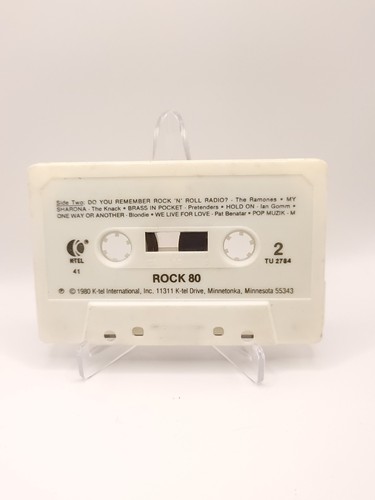 Side Two: DO YOU REMEMBER ROCK 'N' ROLL RADIO? - The Ramones • MY
SHARONA - The Knack • BRASS IN POCKET - Pretenders • HOLD ON - Ian Gomm •
ONE WAY OR ANOTHER - Blondie • WE LIVE FOR LOVE - Pat Benatar • POP MUZIK - M
K
K-TEL
41
2
TU 2784
ROCK 80
℗ © 1980 K-tel International, Inc. 11311 K-tel Drive, Minnetonka, Minnesota 55343